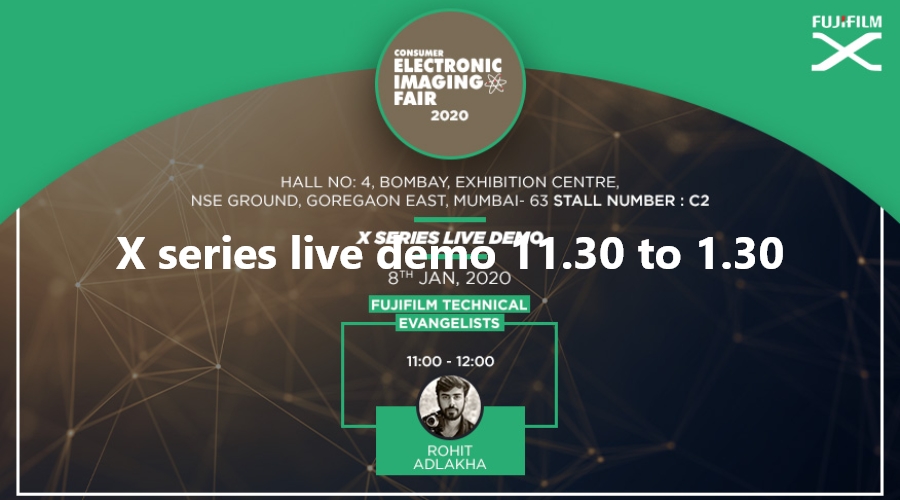 FUJIFILM
X
CONSUMER
ELECTRONIC
IMAGING
FAIR
2020
HALL NO: 4, BOMBAY, EXHIBITION CENTRE,
NSE GROUND, GOREGAON EAST, MUMBAI- 63 STALL NUMBER : C2
X SERIES LIVE DEMO
X series live demo 11.30 to 1.30
8TH JAN, 2020
FUJIFILM TECHNICAL
EVANGELISTS
11:00 - 12:00
ROHIT
ADLAKHA